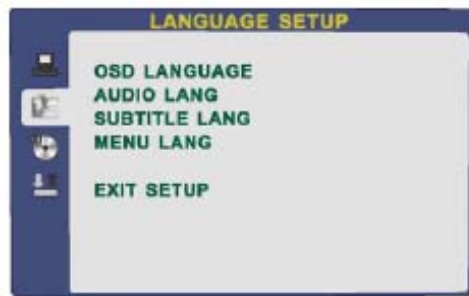 LANGUAGE SETUP
OSD LANGUAGE
AUDIO LANG
SUBTITLE LANG
MENU LANG
EXIT SETUP